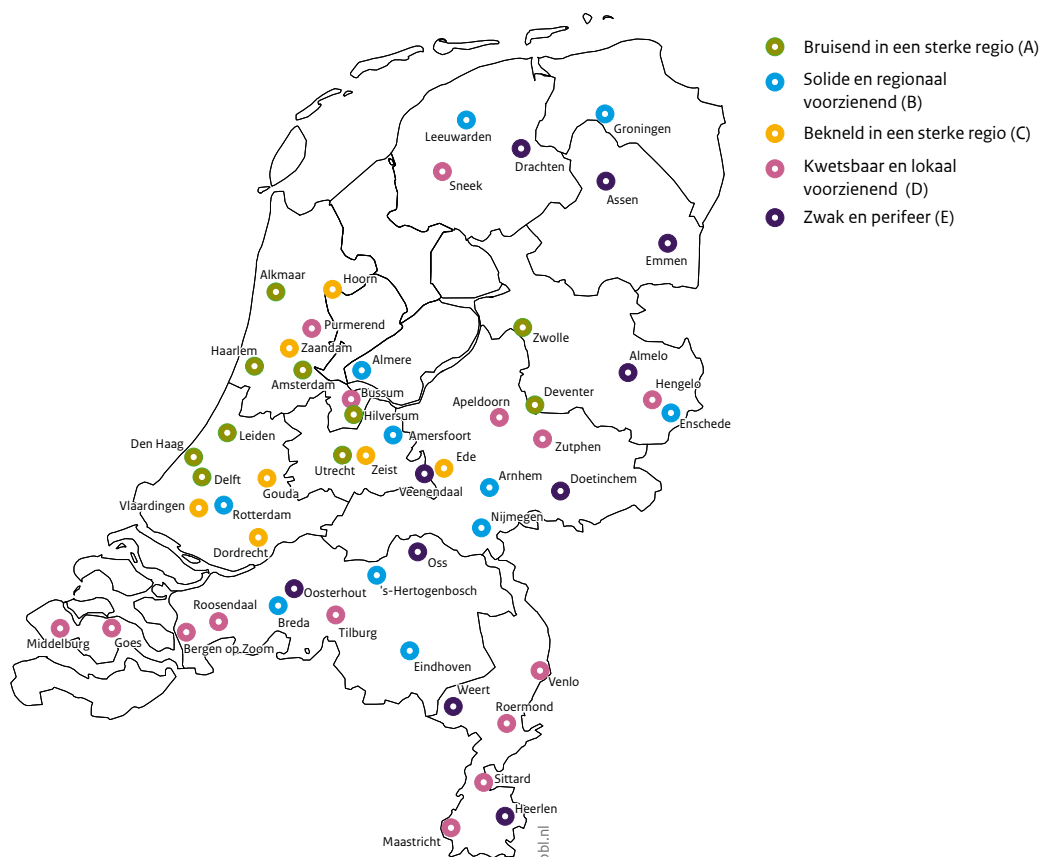 Bruisend in een sterke regio (A)
Solide en regionaal
voorzienend (B)
Bekneld in een sterke regio (C)
Kwetsbaar en lokaal
voorzienend (D)
Zwak en perifeer (E)
Leeuwarden
Groningen
Drachten
Sneek
Assen
Emmen
Alkmaar
Hoorn
Purmerend
Zaandam
Haarlem
Amsterdam
Almere
Zwolle
Almelo
Hengelo
Enschede
Bussum
Hilversum
Apeldoorn
Deventer
Zutphen
Leiden
Den Haag
Delft
Gouda
Utrecht
Zeist
Amersfoort
Ede
Veenendaal
Arnhem
Doetinchem
Vlaardingen
Rotterdam
Dordrecht
Nijmegen
Oss
's-Hertogenbosch
Oosterhout
Roosendaal
Breda
Tilburg
Middelburg
Goes
Bergen op Zoom
Eindhoven
Venlo
Weert
Roermond
Sittard
Heerlen
Maastricht
pbl.nl